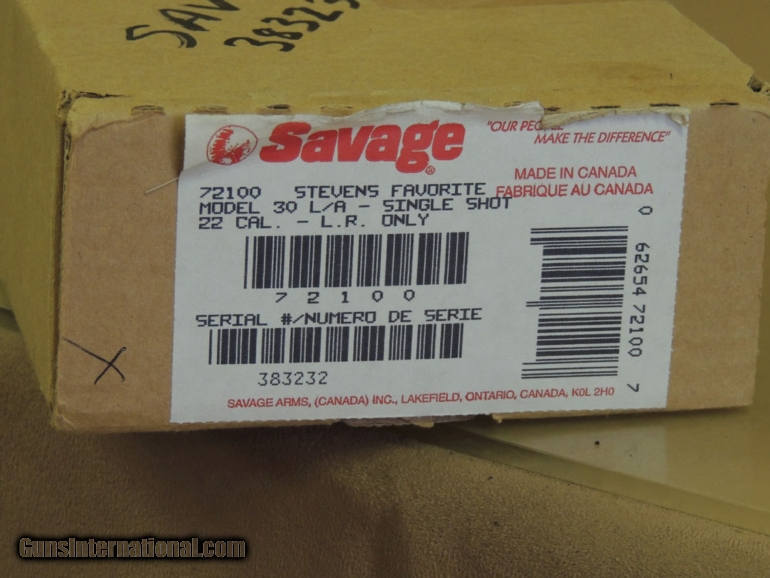 SAV
38323
Savage®
"OUR PEOPLE
MAKE THE DIFFERENCE"
MADE IN CANADA
FABRIQUE AU CANADA
72100 STEVENS FAVORITE
MODEL 30 L/A - SINGLE SHOT
22 CAL. - L.R. ONLY
72100
SERIAL #/NUMERO DE SERIE
383232
0 62654 72100 7
SAVAGE ARMS, (CANADA) INC., LAKEFIELD, ONTARIO, CANADA, K0L 2H0
X
GunsInternational.com